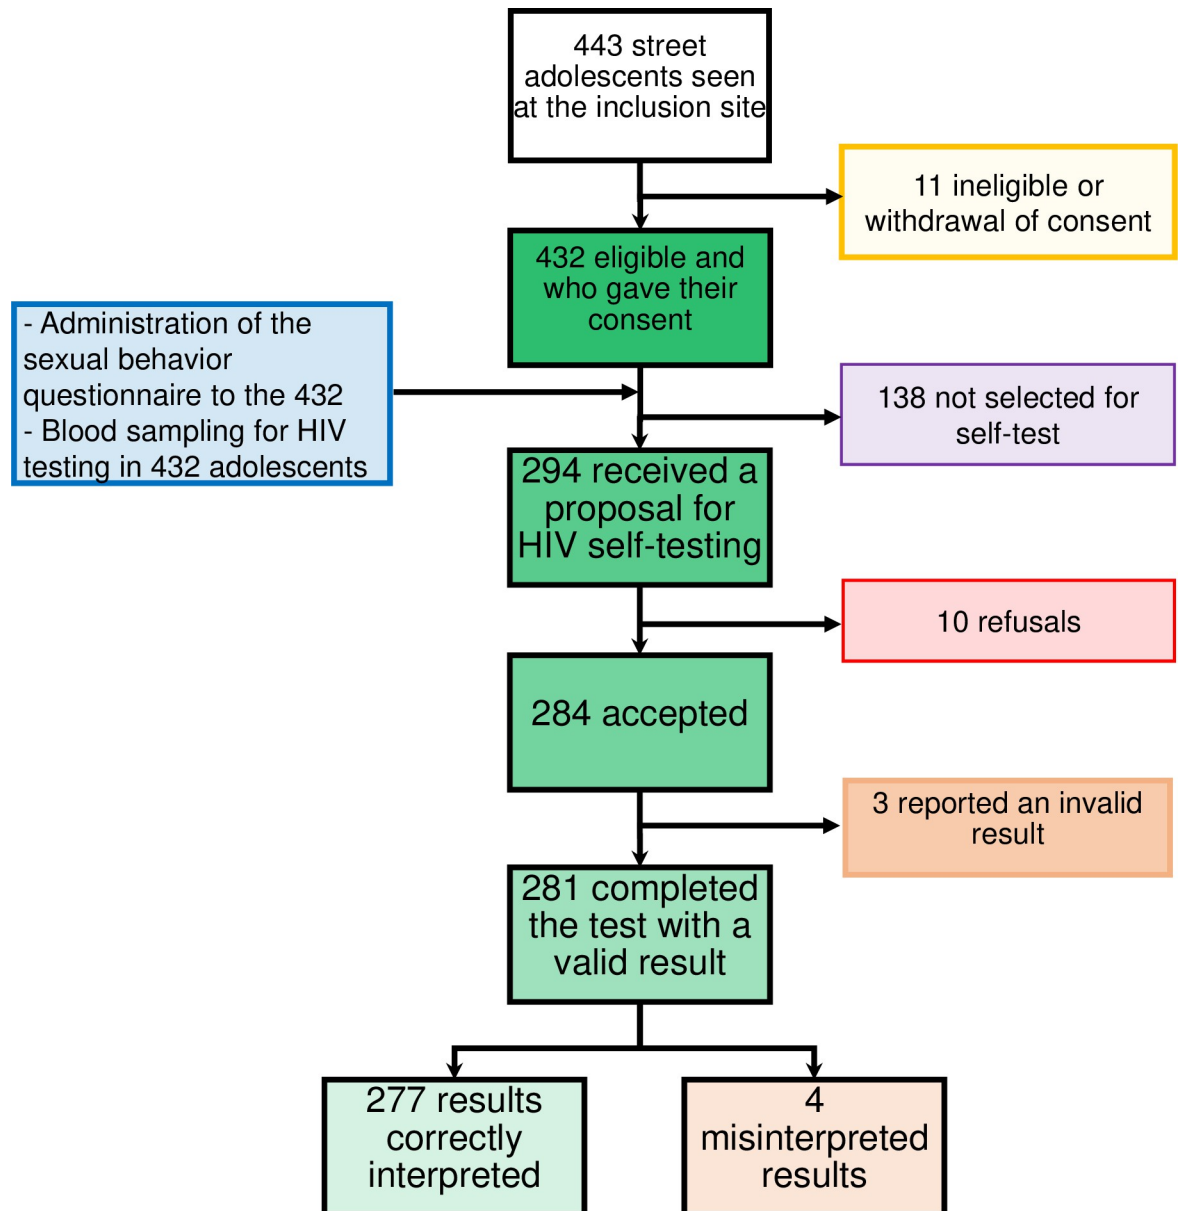 443 street
adolescents seen
at the inclusion site
11 ineligible or
withdrawal of consent
432 eligible and
who gave their
consent
- Administration of the
sexual behavior
questionnaire to the 432
- Blood sampling for HIV
testing in 432 adolescents
138 not selected for
self-test
294 received a
proposal for
HIV self-testing
10 refusals
284 accepted
3 reported an invalid
result
281 completed
the test with a
valid result
277 results
correctly
interpreted
4
misinterpreted
results